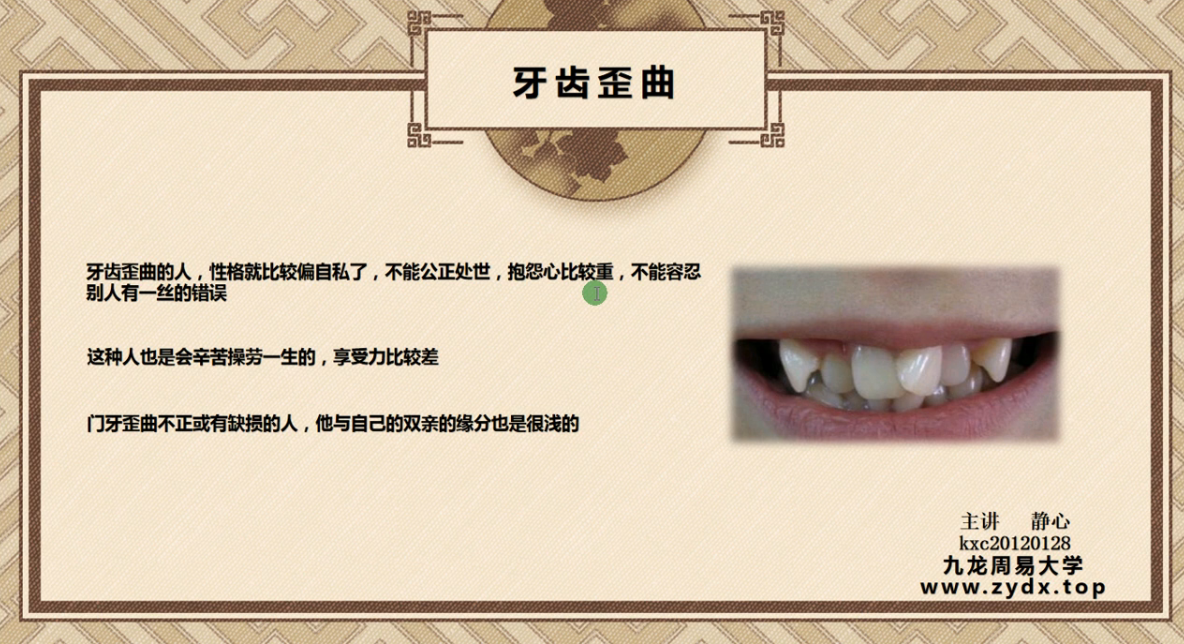 牙齿歪曲
牙齿歪曲的人，性格就比较偏自私了，不能公正处世，抱怨心比较重，不能容忍
别人有一丝的错误
这种人也是会辛苦操劳一生的，享受力比较差
门牙歪曲不正或有缺损的人，他与自己的双亲的缘分也是很浅的
主讲 静心
kxc20120128
九龙周易大学
www.zydx.top